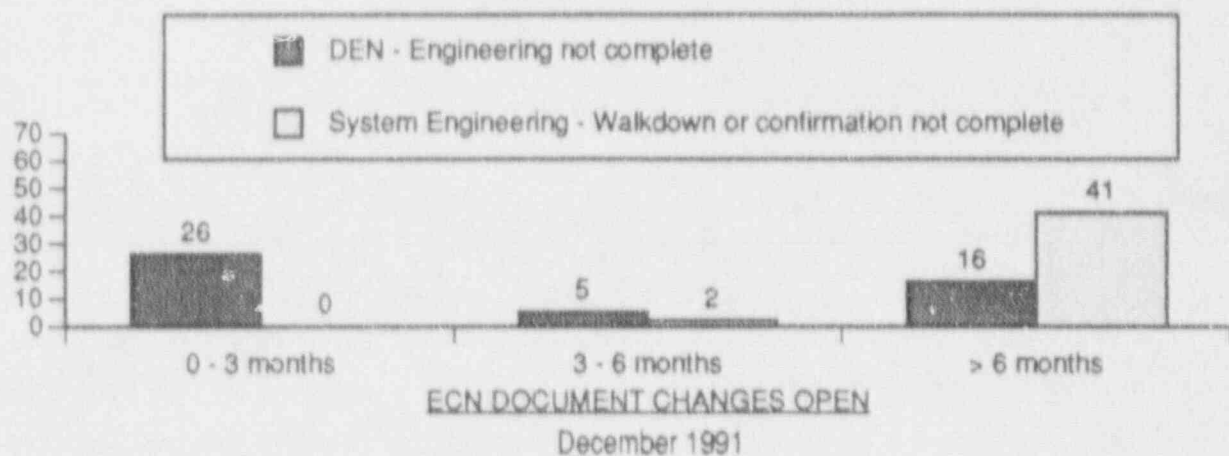 DEN - Engineering not complete
System Engineering - Walkdown or confirmation not complete
70
60
50
40
30
20
10
0
26
0
5
2
16
41
0 - 3 months
3 - 6 months
> 6 months
ECN DOCUMENT CHANGES OPEN
December 1991